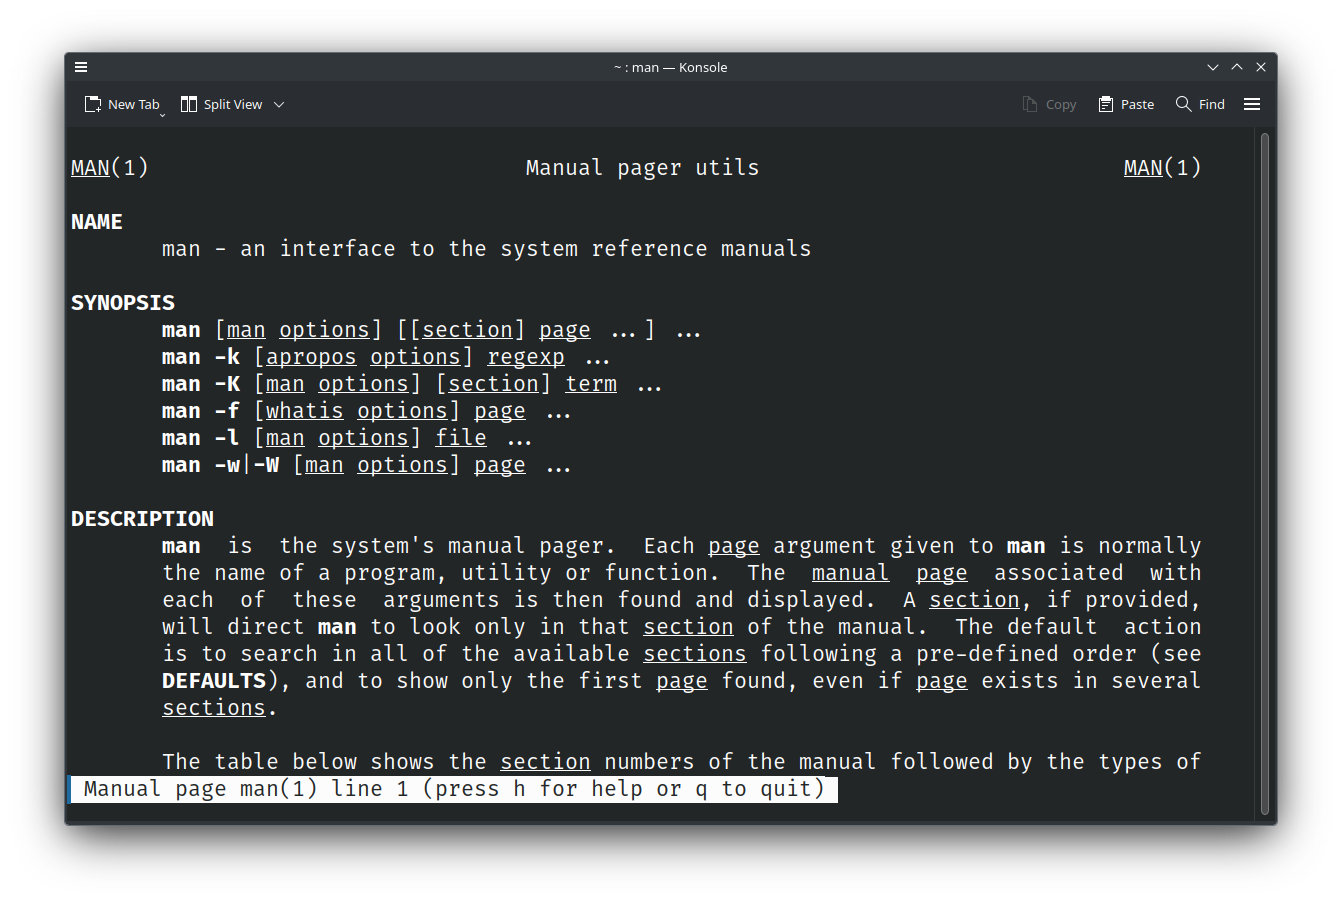 ~ : man — Konsole
New Tab Split View Copy Paste Find
MAN(1) Manual pager utils MAN(1)
NAME
man - an interface to the system reference manuals
SYNOPSIS
man [man options] [[section] page ...] ...
man -k [apropos options] regexp ...
man -K [man options] [section] term ...
man -f [whatis options] page ...
man -l [man options] file ...
man -w|-W [man options] page ...
DESCRIPTION
man is the system's manual pager. Each page argument given to man is normally
the name of a program, utility or function. The manual page associated with
each of these arguments is then found and displayed. A section, if provided,
will direct man to look only in that section of the manual. The default action
is to search in all of the available sections following a pre-defined order (see
DEFAULTS), and to show only the first page found, even if page exists in several
sections.
The table below shows the section numbers of the manual followed by the types of
Manual page man(1) line 1 (press h for help or q to quit)